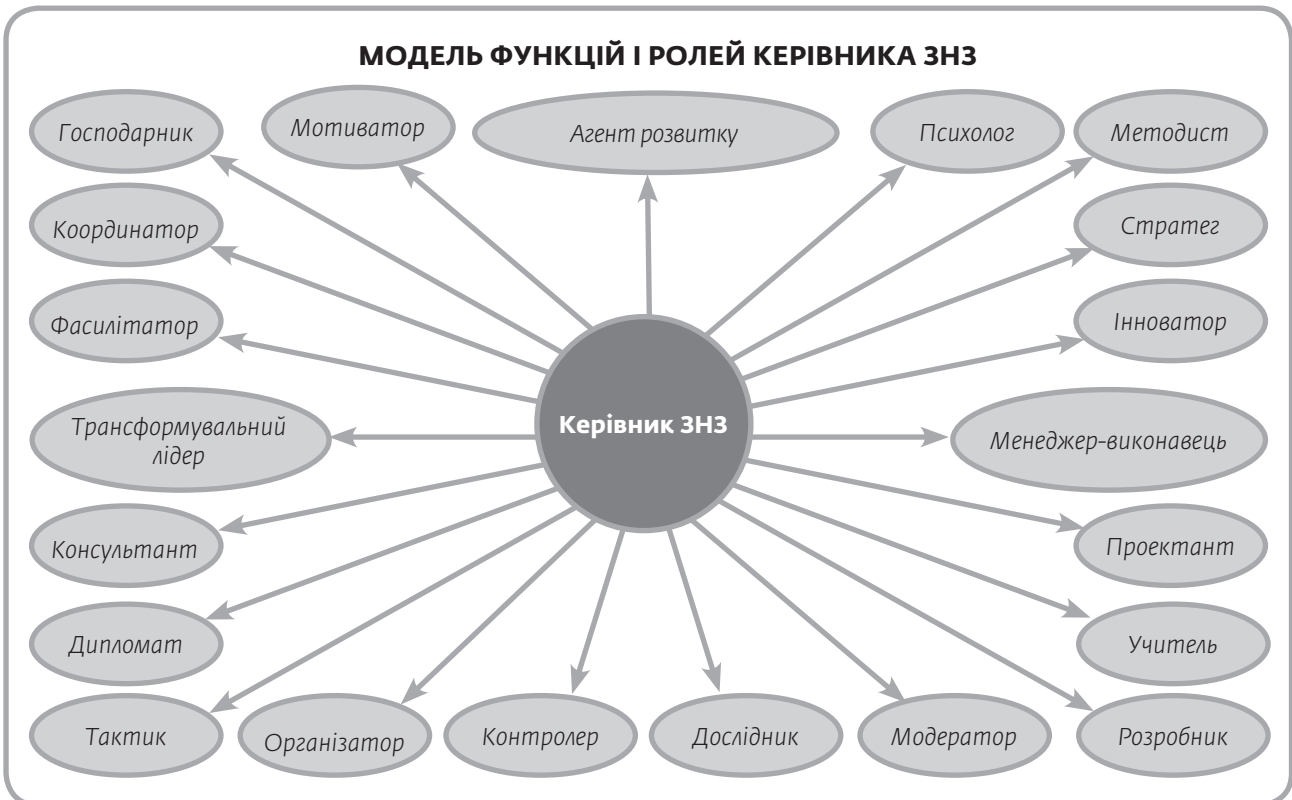 МОДЕЛЬ ФУНКЦІЙ І РОЛЕЙ КЕРІВНИКА ЗНЗ
Господарник
Мотиватор
Агент розвитку
Психолог
Методист
Координатор
Стратег
Фасилітатор
Інноватор
Керівник ЗНЗ
Трансформувальний
лідер
Менеджер-виконавець
Консультант
Проектант
Дипломат
Учитель
Тактик
Організатор
Контролер
Дослідник
Модератор
Розробник